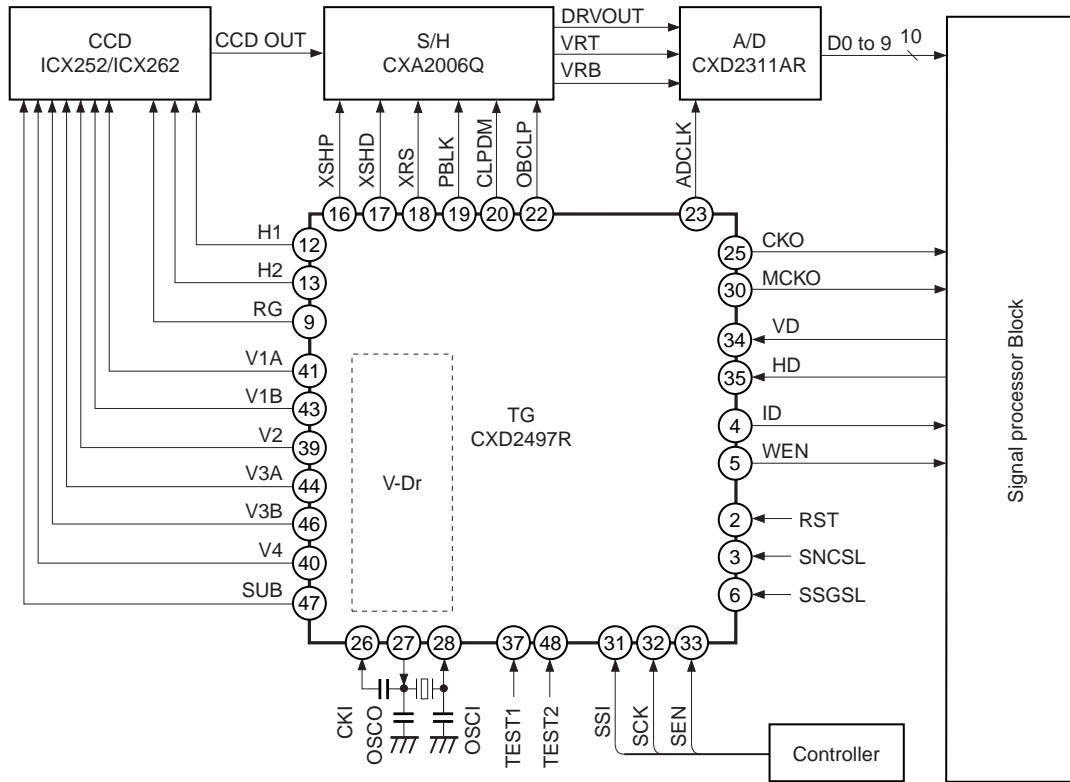 CCD
ICX252/ICX262
CCD OUT
S/H
CXA2006Q
DRVOUT
VRT
VRB
A/D
CXD2311AR
D0 to 9
10
Signal processor Block
XSHP
XSHD
XRS
PBLK
CLPDM
OBCLP
ADCLK
16
17
18
19
20
22
23
H1
12
H2
13
RG
9
V1A
41
V1B
43
V2
39
V3A
44
V3B
46
V4
40
SUB
47
V-Dr
TG
CXD2497R
25
CKO
30
MCKO
34
VD
35
HD
4
ID
5
WEN
2
RST
3
SNCSL
6
SSGSL
26
27
28
37
48
31
32
33
CKI
OSCO
OSCI
TEST1
TEST2
SSI
SCK
SEN
Controller